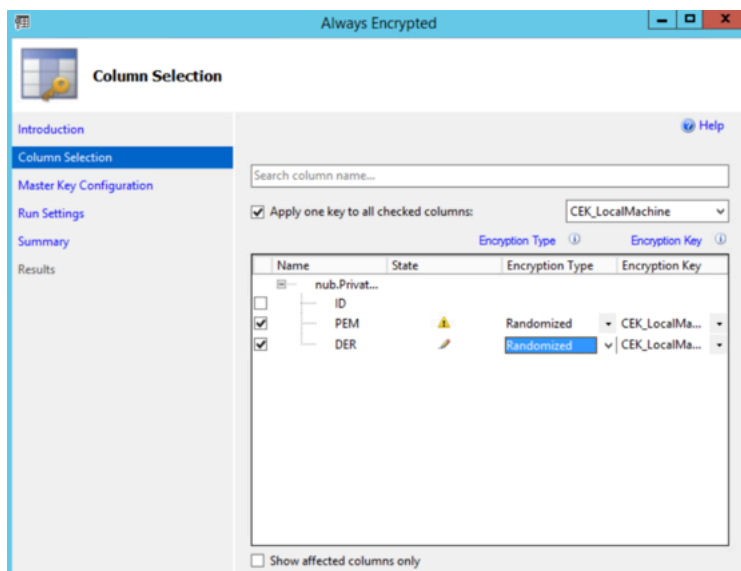 Always Encrypted
Column Selection
Introduction
Column Selection
Master Key Configuration
Run Settings
Summary
Results
Help
Search column name...
Apply one key to all checked columns: CEK_LocalMachine
Encryption Type Encryption Key
Name State Encryption Type Encryption Key
nub.Privat...
ID
PEM Randomized CEK_LocalMa...
DER Randomized CEK_LocalMa...
Show affected columns only